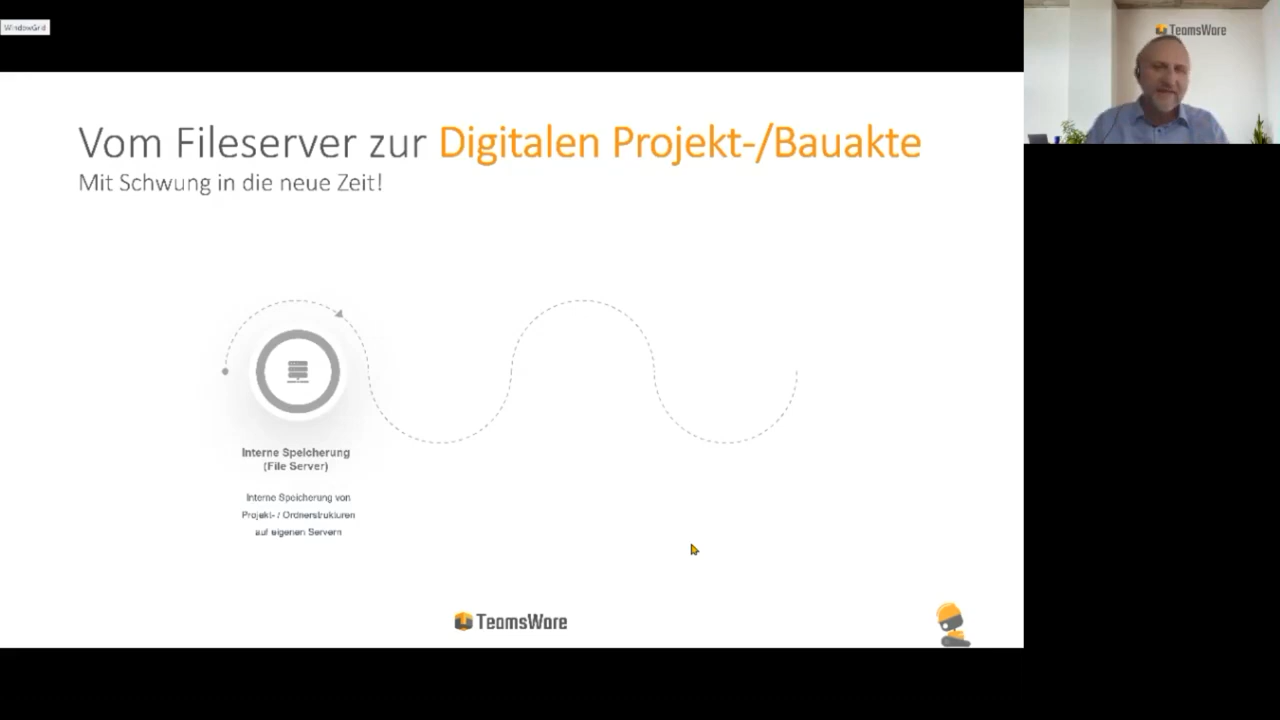 WindowGrid
TeamsWare
Vom Fileserver zur Digitalen Projekt-/Bauakte
Mit Schwung in die neue Zeit!
Interne Speicherung
(File Server)
Interne Speicherung von
Projekt- / Ordnerstrukturen
auf eigenen Servern
TeamsWare